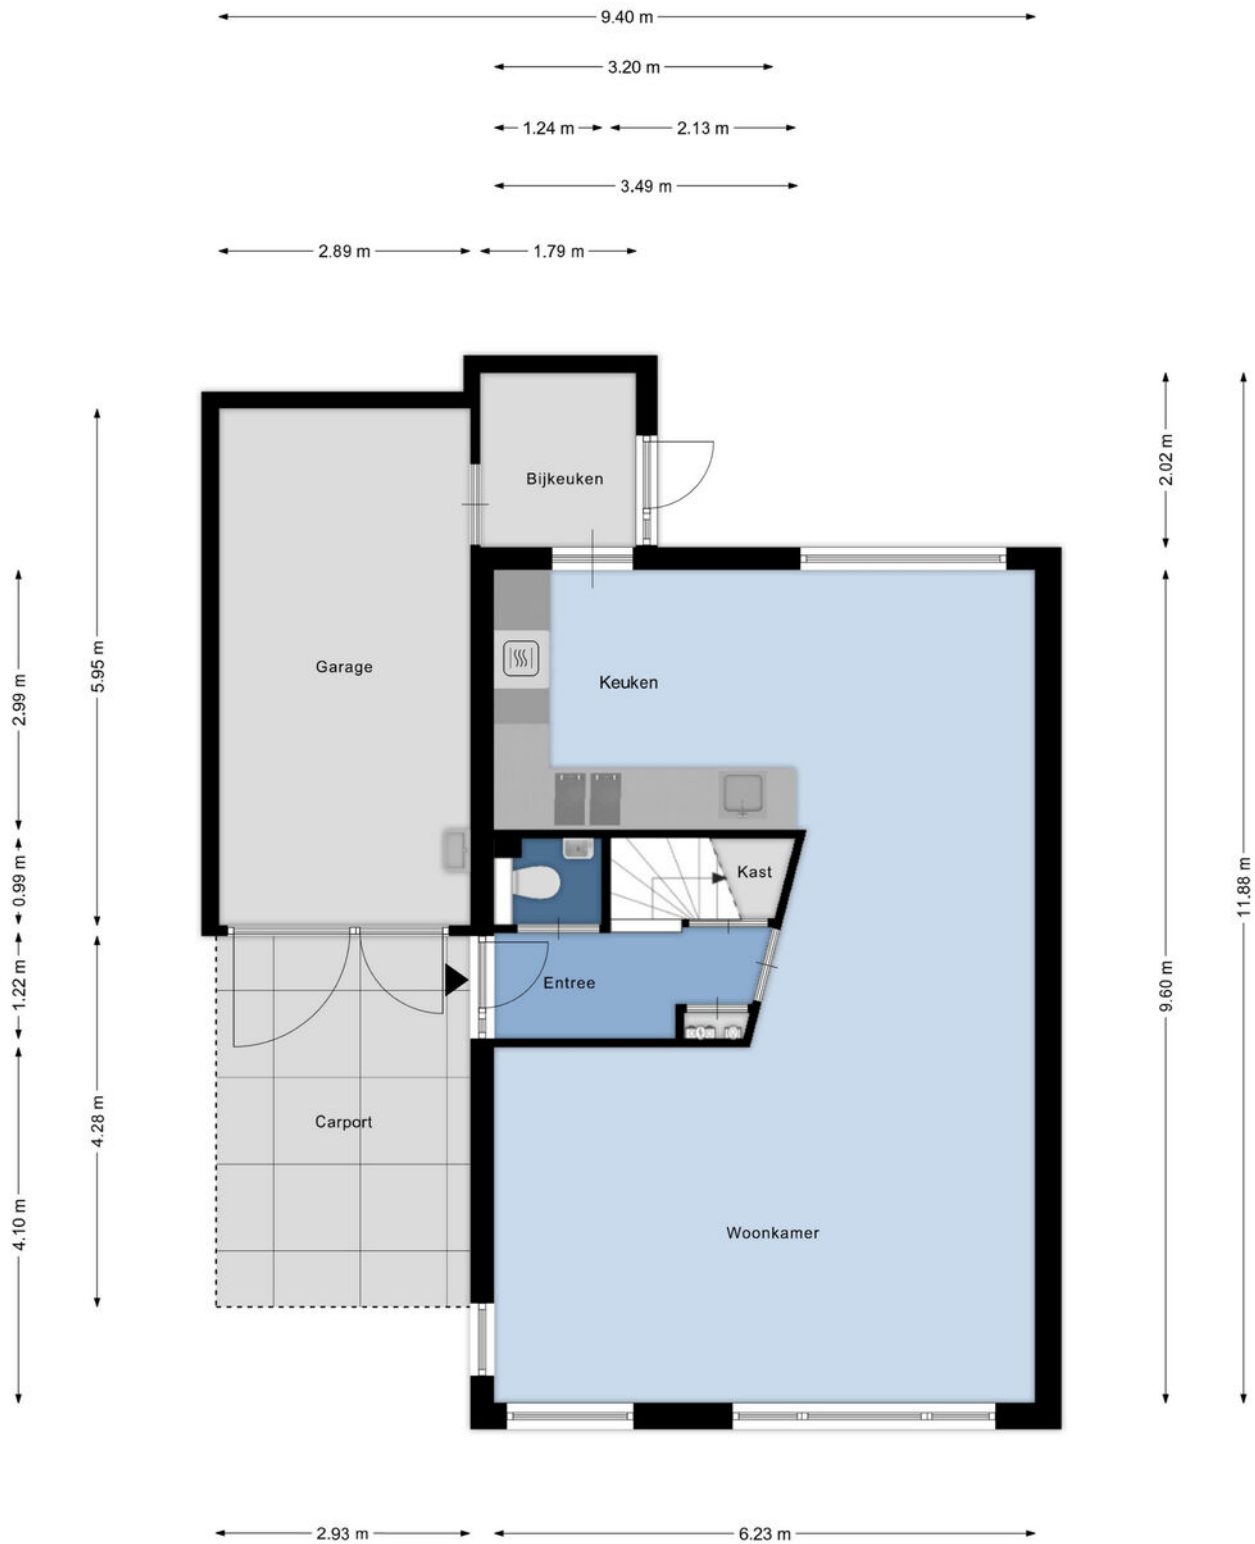 9.40 m
3.20 m
1.24 m
2.13 m
3.49 m
2.89 m
1.79 m
2.02 m
Bijkeuken
5.95 m
Garage
2.99 m
Keuken
0.99 m
Kast
11.88 m
1.22 m
Entree
9.60 m
4.28 m
Carport
4.10 m
Woonkamer
2.93 m
6.23 m